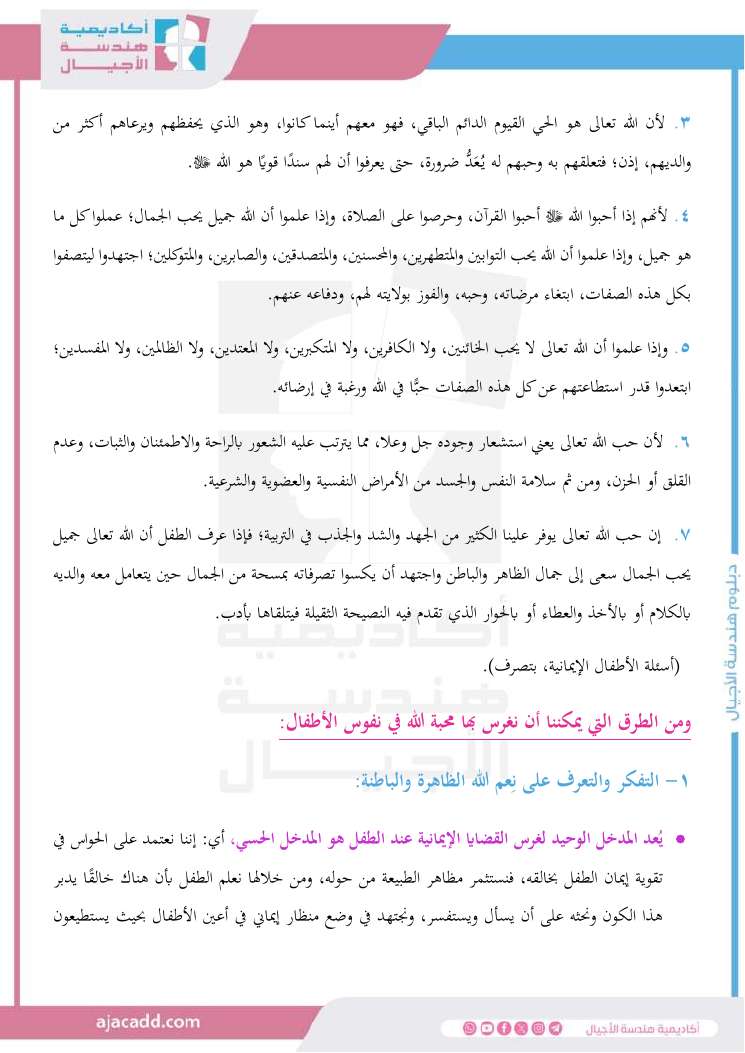 أكاديمية
هندسة
الأجيال
٣. لأن الله تعالى هو الحي القيوم الدائم الباقي، فهو معهم أينما كانوا، وهو الذي يحفظهم ويرعاهم أكثر من
والديهم، إذن؛ فتعلقهم به وحبهم له يُعَدُّ ضرورة، حتى يعرفوا أن لهم سندًا قويًا هو الله ﷻ.
٤. لأنهم إذا أحبوا الله ﷻ أحبوا القرآن، وحرصوا على الصلاة، وإذا علموا أن الله جميل يحب الجمال؛ عملوا كل ما
هو جميل، وإذا علموا أن الله يحب التوابين والمتطهرين، والمحسنين، والمتصدقين، والصابرين، والمتوكلين؛ اجتهدوا ليتصفوا
بكل هذه الصفات، ابتغاء مرضاته، وحبه، والفوز بولايته لهم، ودفاعه عنهم.
٥. وإذا علموا أن الله تعالى لا يحب الخائنين، ولا الكافرين، ولا المتكبرين، ولا المعتدين، ولا الظالمين، ولا المفسدين؛
ابتعدوا قدر استطاعتهم عن كل هذه الصفات حبًّا في الله ورغبة في إرضائه.
٦. لأن حب الله تعالى يعني استشعار وجوده جل وعلا، مما يترتب عليه الشعور بالراحة والاطمئنان والثبات، وعدم
القلق أو الحزن، ومن ثم سلامة النفس والجسد من الأمراض النفسية والعضوية والشرعية.
٧. إن حب الله تعالى يوفر علينا الكثير من الجهد والشد والجذب في التربية؛ فإذا عرف الطفل أن الله تعالى جميل
يحب الجمال سعى إلى جمال الظاهر والباطن واجتهد أن يكسوا تصرفاته بمسحة من الجمال حين يتعامل معه والديه
بالكلام أو بالأخذ والعطاء أو بالحوار الذي تقدم فيه النصيحة الثقيلة فيتلقاها بأدب.
(أسئلة الأطفال الإيمانية، بتصرف).
ومن الطرق التي يمكننا أن نغرس بها محبة الله في نفوس الأطفال:
١- التفكر والتعرف على نِعم الله الظاهرة والباطنة:
• يُعد المدخل الوحيد لغرس القضايا الإيمانية عند الطفل هو المدخل الحسي، أي: إننا نعتمد على الحواس في
تقوية إيمان الطفل بخالقه، فنستثمر مظاهر الطبيعة من حوله، ومن خلالها نعلم الطفل بأن هناك خالقًا يدبر
هذا الكون ونحثه على أن يسأل ويستفسر، ونجتهد في وضع منظار إيماني في أعين الأطفال بحيث يستطيعون
دبلوم هندسة الأجيال
أكاديمية
هندسة
الأجيال
أكاديمية هندسة الأجيال
ajacadd.com